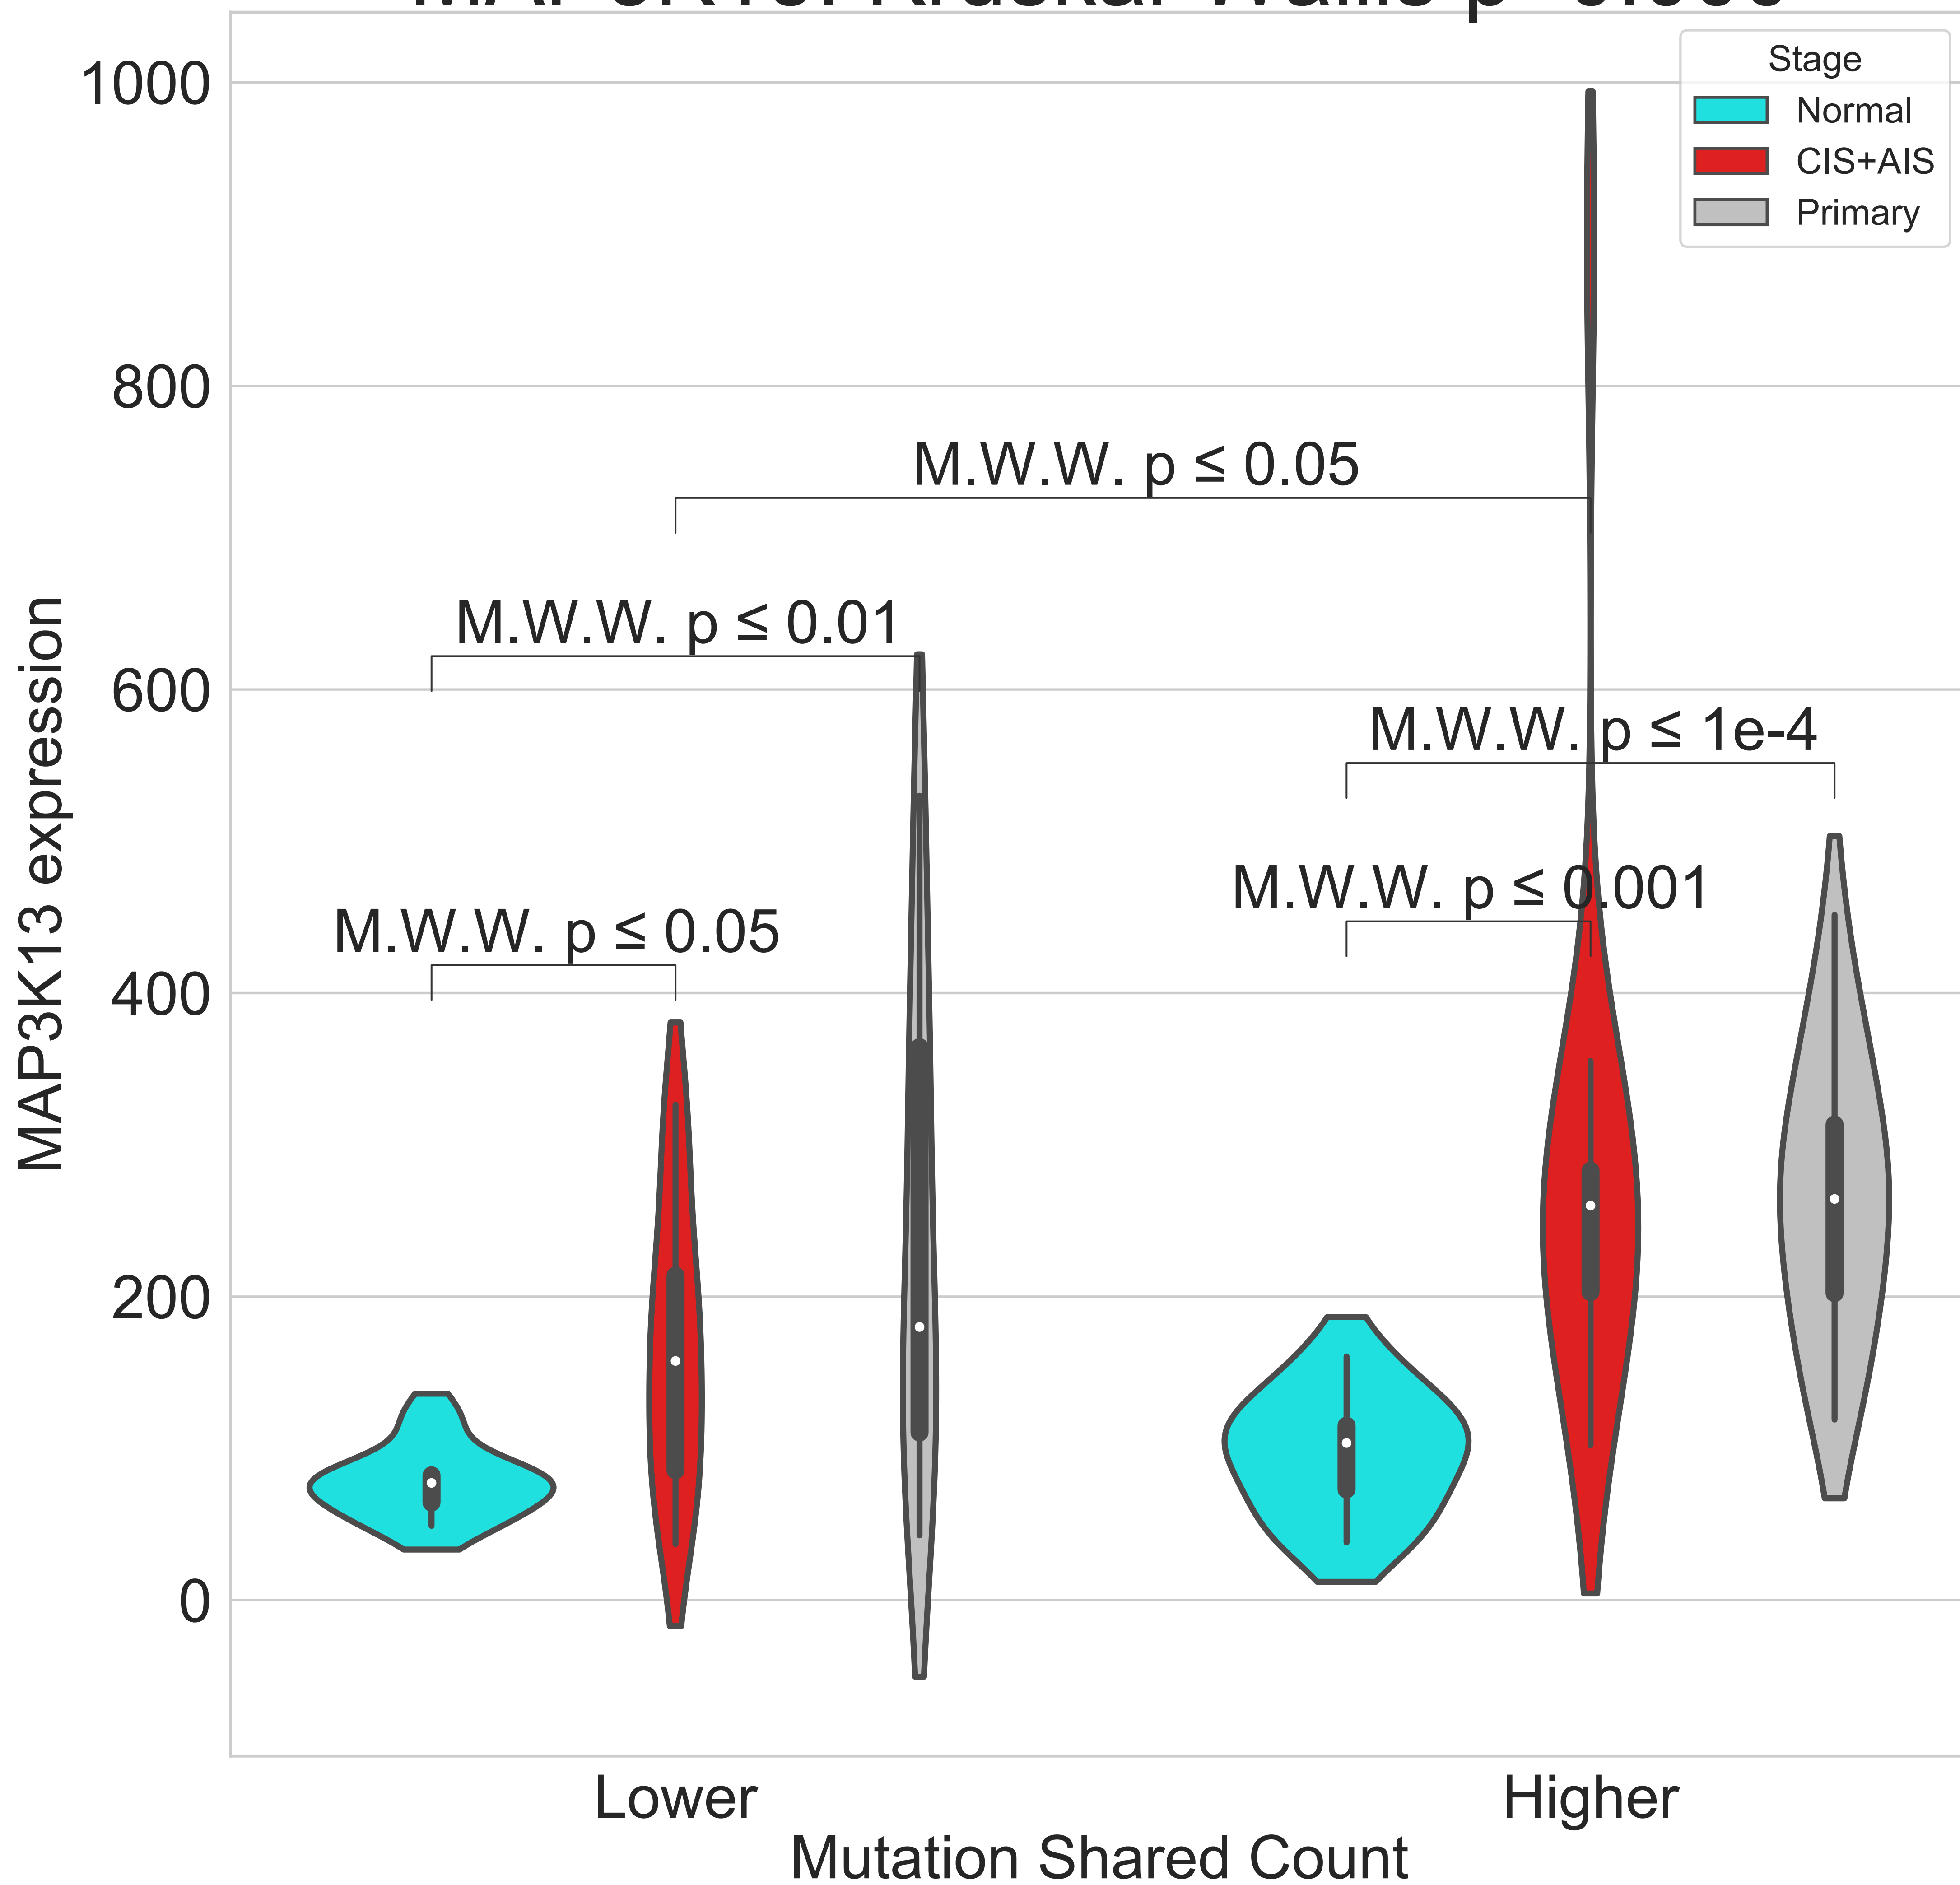 Stage
Normal
CIS+AIS
Primary
1000
800
600
400
200
0
MAP3K13 expression
M.W.W. p ≤ 0.05
M.W.W. p ≤ 0.01
M.W.W. p ≤ 1e-4
M.W.W. p ≤ 0.001
M.W.W. p ≤ 0.05
Lower
Higher
Mutation Shared Count